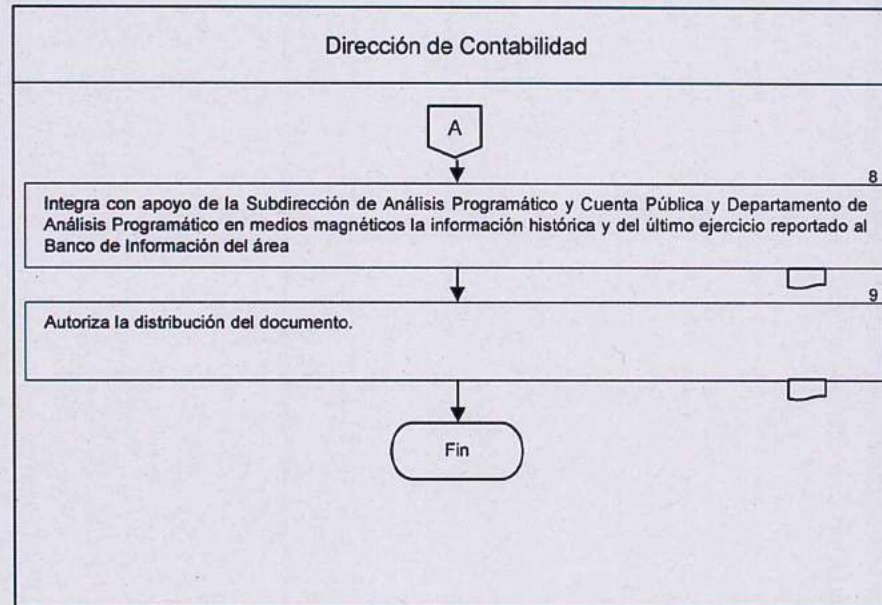 Dirección de Contabilidad
A
8
Integra con apoyo de la Subdirección de Análisis Programático y Cuenta Pública y Departamento de
Análisis Programático en medios magnéticos la información histórica y del último ejercicio reportado al
Banco de Información del área
9
Autoriza la distribución del documento.
Fin